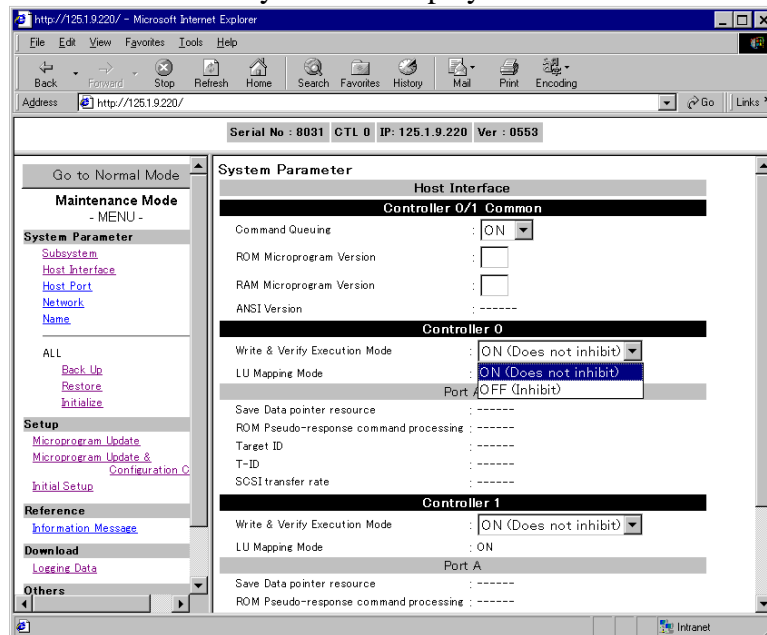 http://125.1.9.220/ - Microsoft Internet Explorer
File Edit View Favorites Tools Help
Back Forward Stop Refresh Home Search Favorites History Mail Print Encoding
Address http://125.1.9.220/ Go Links
Serial No : 8031 CTL 0 IP: 125.1.9.220 Ver : 0553
Go to Normal Mode
Maintenance Mode
- MENU -
System Parameter
Subsystem
Host Interface
Host Port
Network
Name
ALL
Back Up
Restore
Initialize
Setup
Microprogram Update
Microprogram Update &
Configuration C
Initial Setup
Reference
Information Message
Download
Logging Data
Others
System Parameter
Host Interface
Controller 0/1 Common
Command Queuing : ON
ROM Microprogram Version :
RAM Microprogram Version :
ANSI Version : ------
Controller 0
Write & Verify Execution Mode : ON (Does not inhibit)
LU Mapping Mode :
ON (Does not inhibit)
OFF (Inhibit)
Port A
Save Data pointer resource : ------
ROM Pseudo-response command processing : ------
Target ID : ------
T-ID : ------
SCSI transfer rate : ------
Controller 1
Write & Verify Execution Mode : ON (Does not inhibit)
LU Mapping Mode : ON
Port A
Save Data pointer resource : ------
ROM Pseudo-response command processing : ------
Intranet